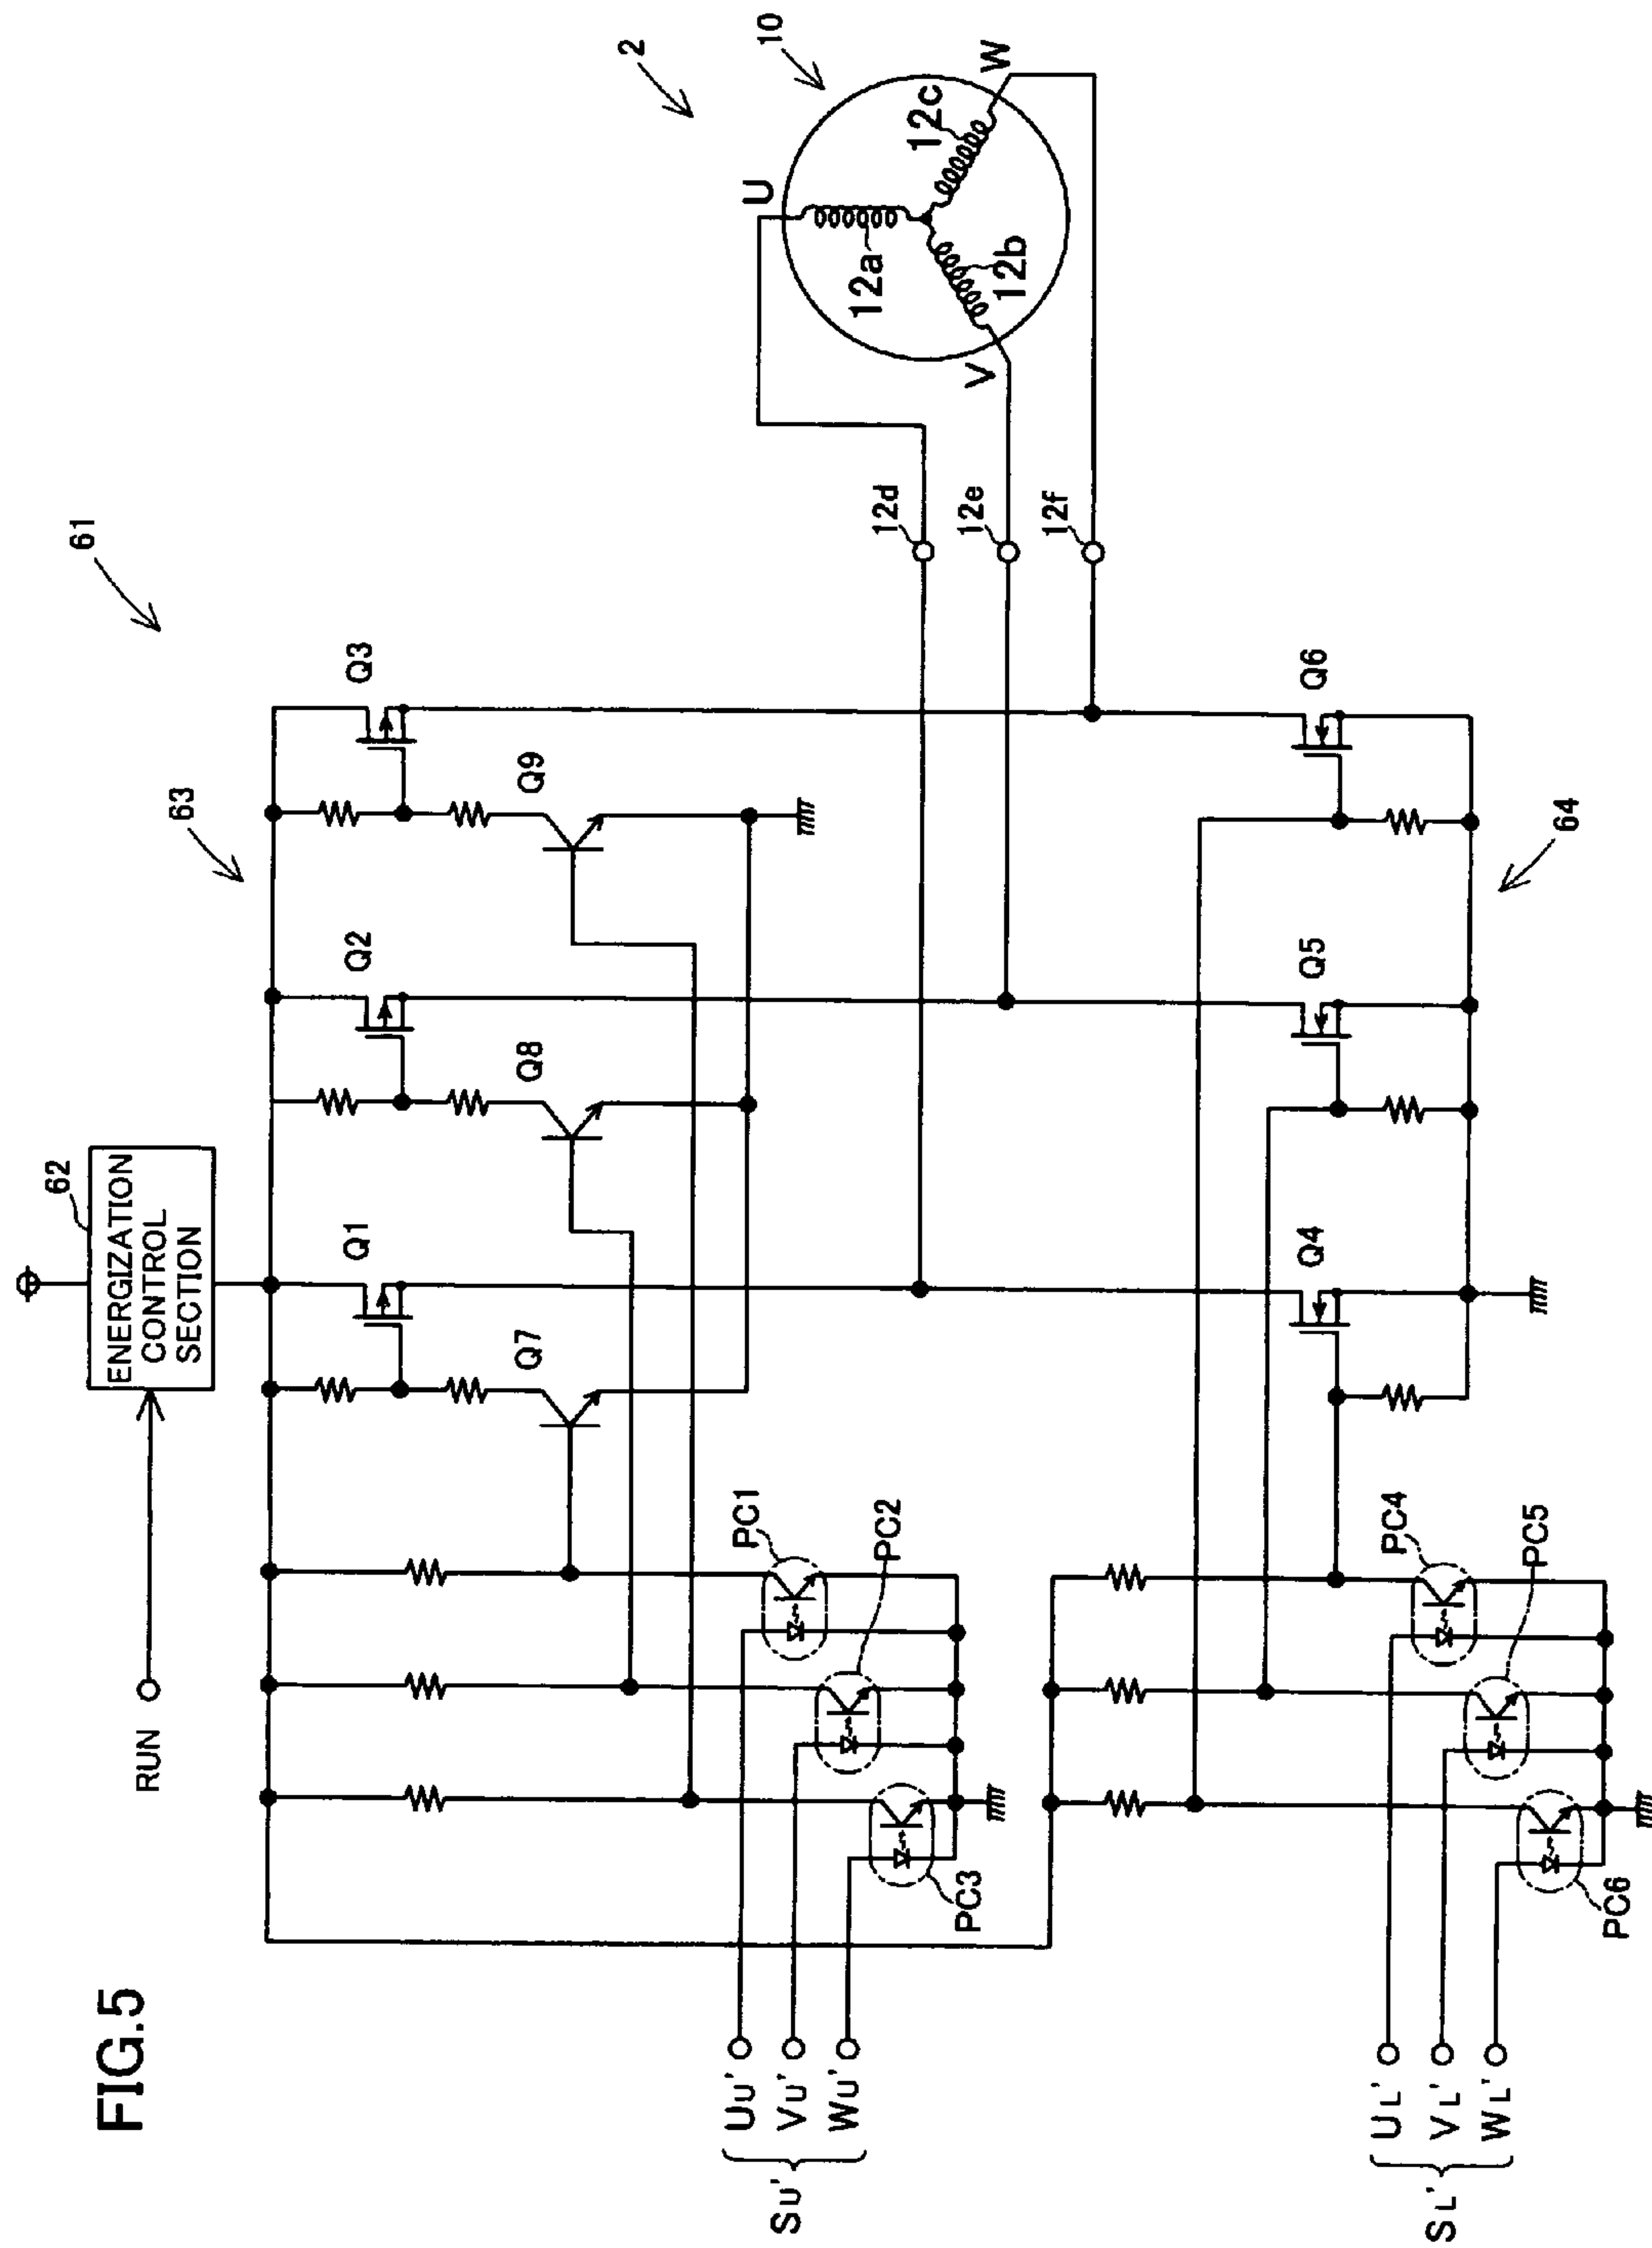 FIG.5
61
62
ENERGIZATION
CONTROL
SECTION
RUN
63
Q1
Q2
Q3
Q7
Q8
Q9
2
10
U
V
W
12a
12b
12c
12d
12e
12f
PC1
PC2
PC3
UU'
VU'
WU'
SU'
Q4
Q5
Q6
64
PC4
PC5
PC6
UL'
VL'
WL'
SL'